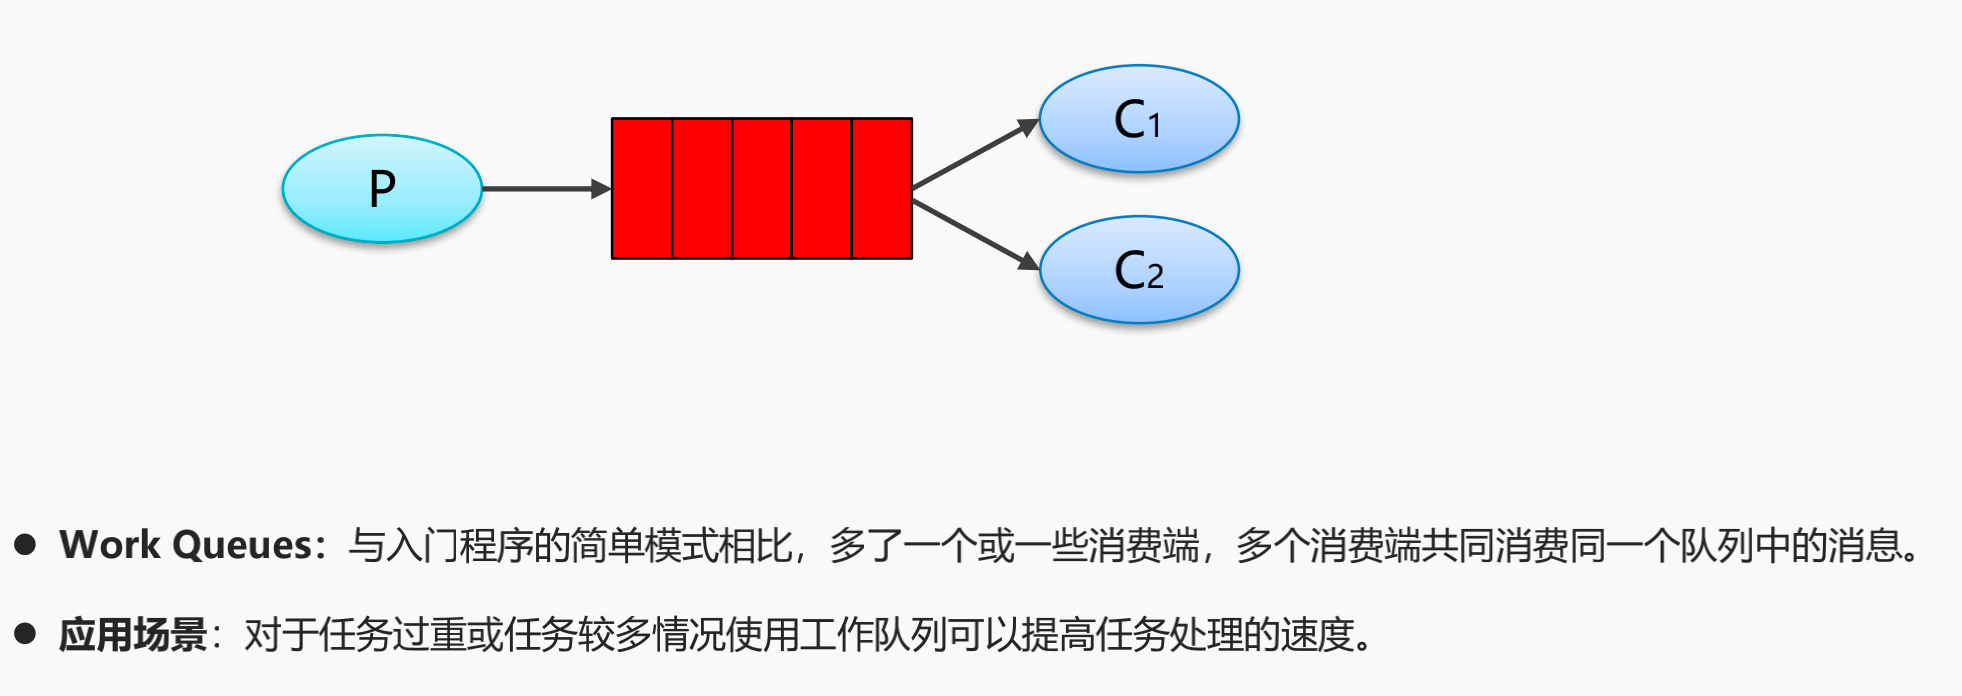 P
C1
C2
● Work Queues：与入门程序的简单模式相比，多了一个或一些消费端，多个消费端共同消费同一个队列中的消息。
● 应用场景：对于任务过重或任务较多情况使用工作队列可以提高任务处理的速度。